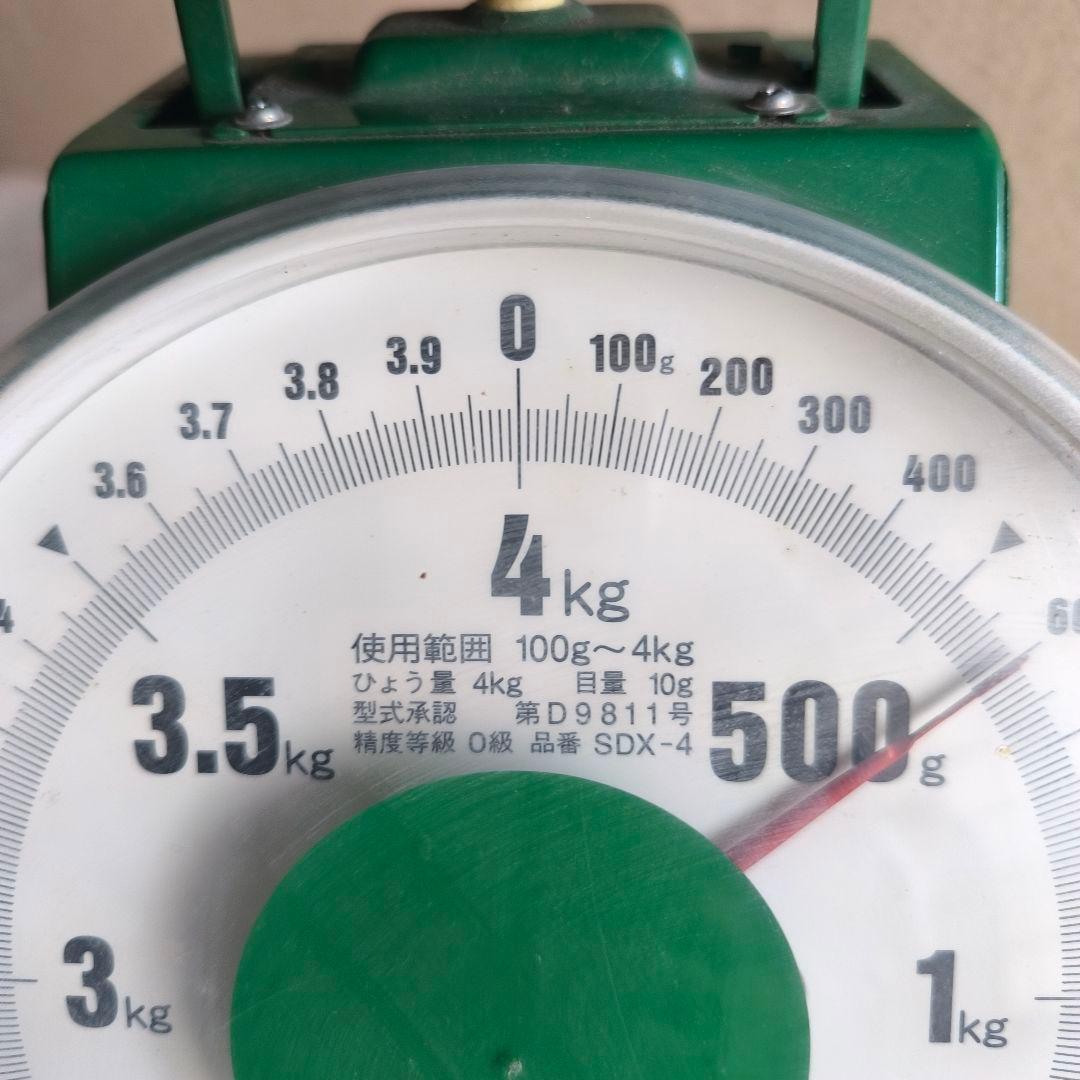 0
3.9
100g
3.8
200
3.7
300
3.6
400
4kg
使用範囲 100g～4kg
ひょう量 4kg 目量 10g
型式承認 第D9811号
精度等級 O級 品番 SDX-4
3.5kg
500g
3kg
1kg